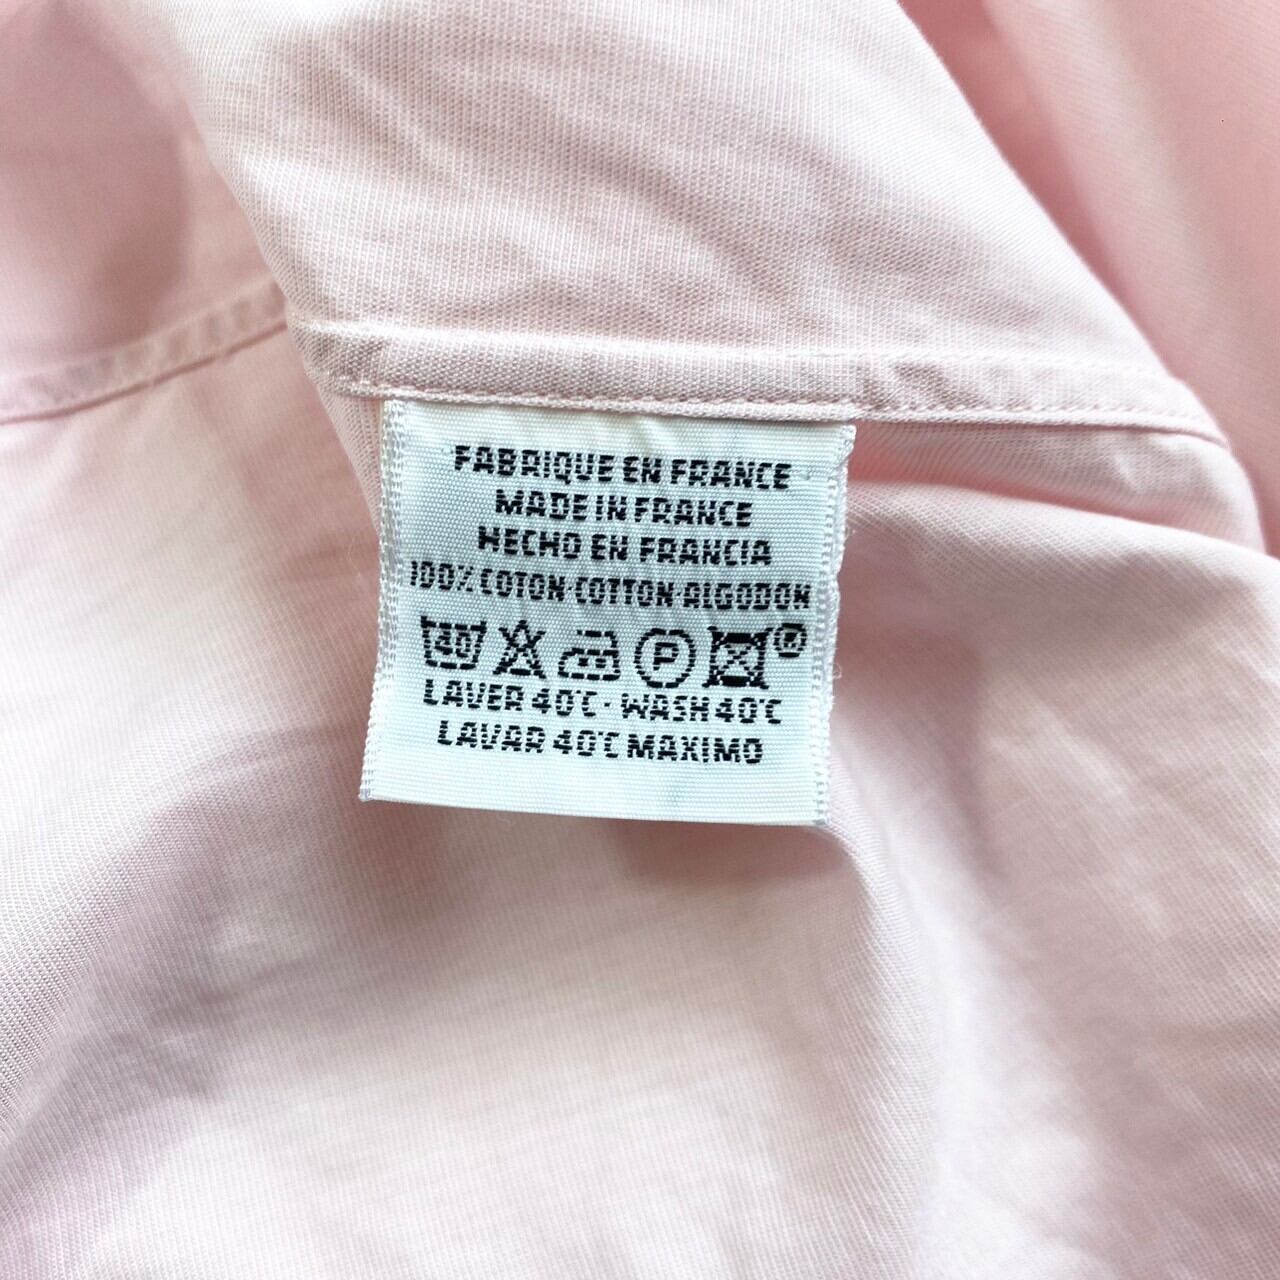 FABRIQUE EN FRANCE
MADE IN FRANCE
HECHO EN FRANCIA
100% COTON·COTTON·ALGODON
40 P
LAVER 40°C · WASH 40°C
LAVAR 40°C MAXIMO